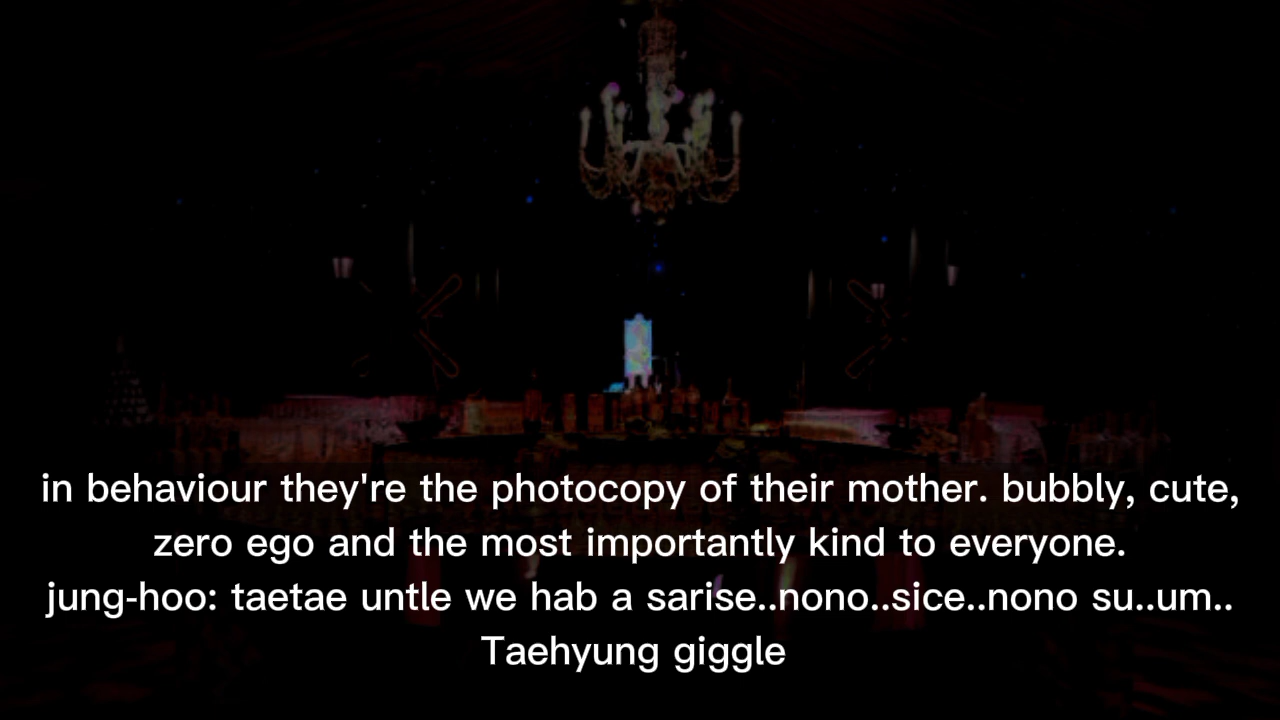 in behaviour they're the photocopy of their mother. bubbly, cute,
zero ego and the most importantly kind to everyone.
jung-hoo: taetae untle we hab a sarise..nono..sice..nono su..um..
Taehyung giggle